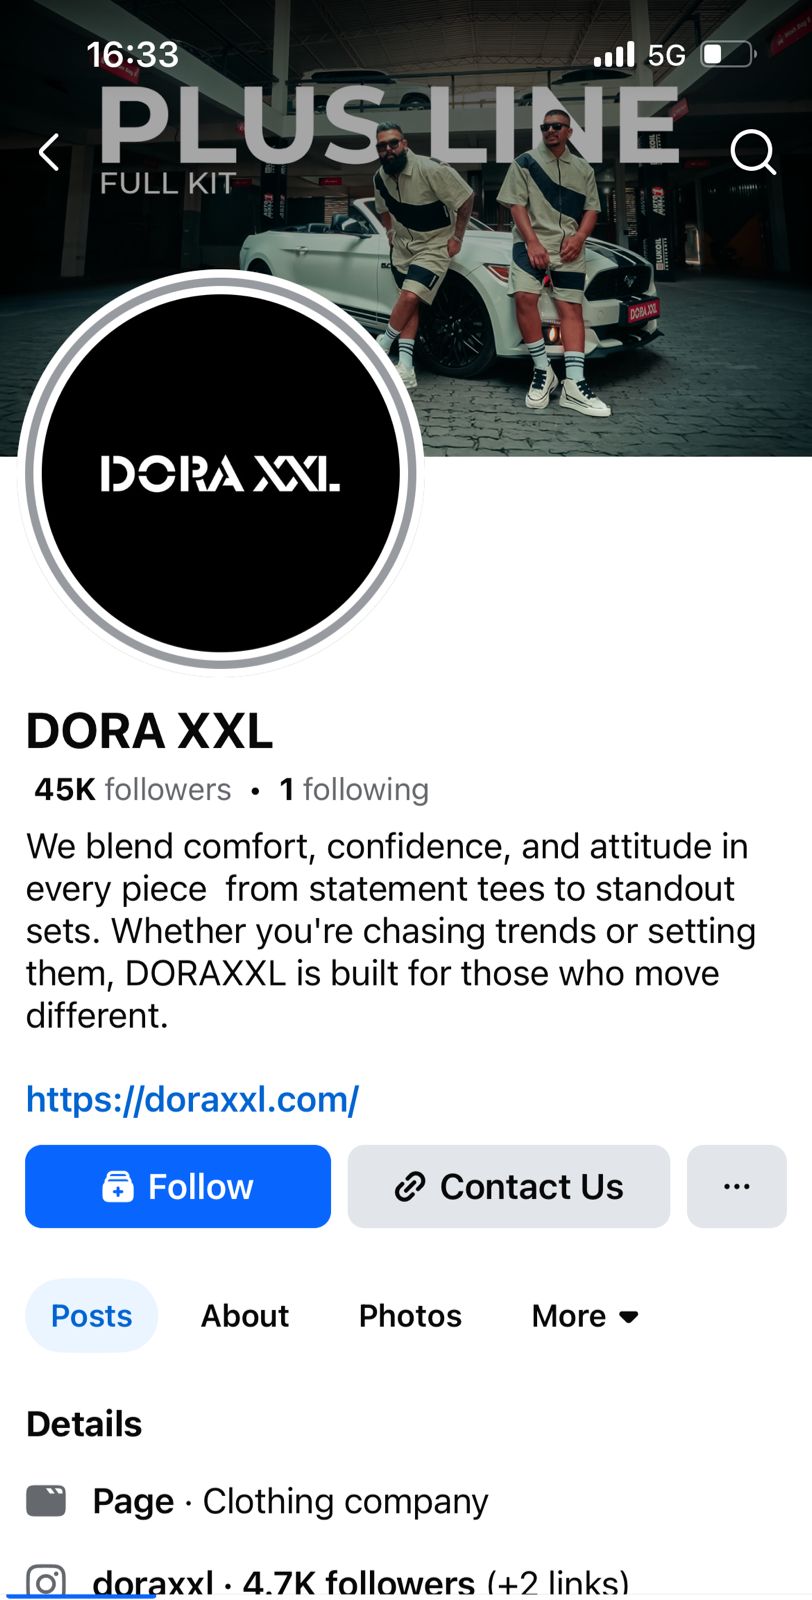 16:33
5G
PLUS LINE
FULL KIT
LUKOIL
DORA XXL
DORA XXL
DORA XXL
45K followers • 1 following
We blend comfort, confidence, and attitude in
every piece  from statement tees to standout
sets. Whether you're chasing trends or setting
them, DORAXXL is built for those who move
different.
https://doraxxl.com/
Follow
Contact Us
...
Posts
About
Photos
More
Details
Page · Clothing company
doraxxl · 4.7K followers (+2 links)